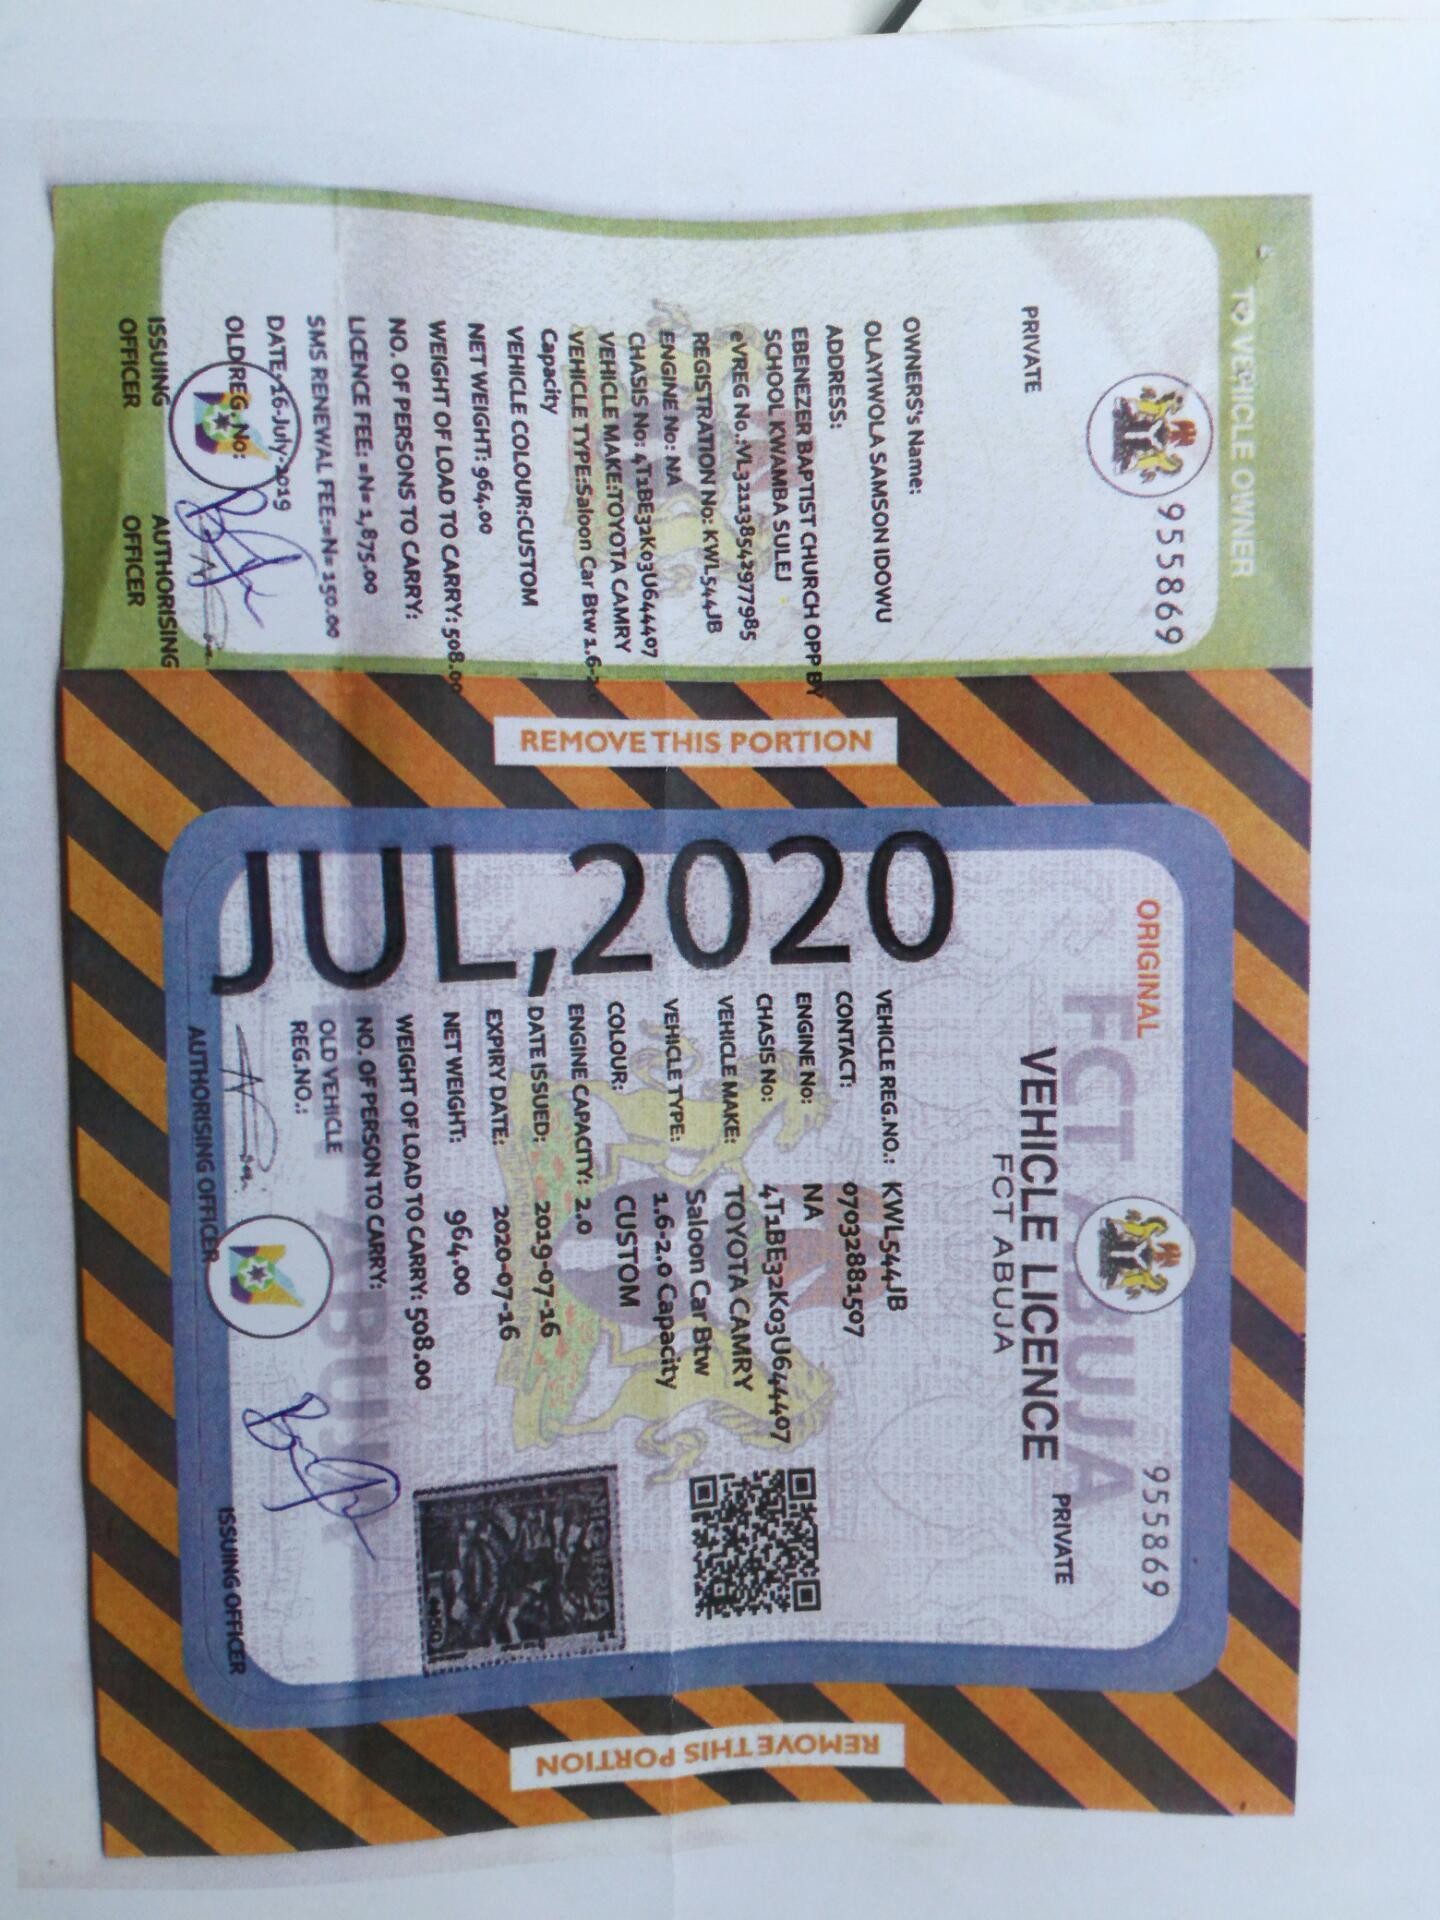 TO VEHICLE OWNER
955869
PRIVATE
OWNERS's Name:
OLAYIWOLA SAMSON IDOWU
ADDRESS:
EBENEZER BAPTIST CHURCH OPP BY
SCHOOL KWAMBA SULEJ
eVREG No.:VL321138542977985
REGISTRATION No: KWL544JB
ENGINE No: NA
CHASIS No: 4T1BE32K03U644407
VEHICLE MAKE:TOYOTA CAMRY
VEHICLE TYPE:Saloon Car Btw 1.6-2.0
Capacity
VEHICLE COLOUR:CUSTOM
NET WEIGHT: 964.00
WEIGHT OF LOAD TO CARRY: 508.00
NO. OF PERSONS TO CARRY:
LICENCE FEE: =N= 1,875.00
SMS RENEWAL FEE:=N= 150.00
DATE:16-July-2019
OLDREG. No:
ISSUING OFFICER
AUTHORISING OFFICER
REMOVE THIS PORTION
ORIGINAL
955869
FCT ABUJA
VEHICLE LICENCE
PRIVATE
FCT ABUJA
VEHICLE REG.NO.: KWL544JB
CONTACT: 07032881507
ENGINE No: NA
CHASIS No: 4T1BE32K03U644407
VEHICLE MAKE: TOYOTA CAMRY
VEHICLE TYPE: Saloon Car Btw
1.6-2.0 Capacity
COLOUR: CUSTOM
ENGINE CAPACITY: 2.0
DATE ISSUED: 2019-07-16
EXPIRY DATE: 2020-07-16
NET WEIGHT: 964.00
WEIGHT OF LOAD TO CARRY: 508.00
NO. OF PERSON TO CARRY:
OLD VEHICLE
REG.NO.:
JUL,2020
NIGERIA
AUTHORISING OFFICER
ISSUING OFFICER
REMOVE THIS PORTION